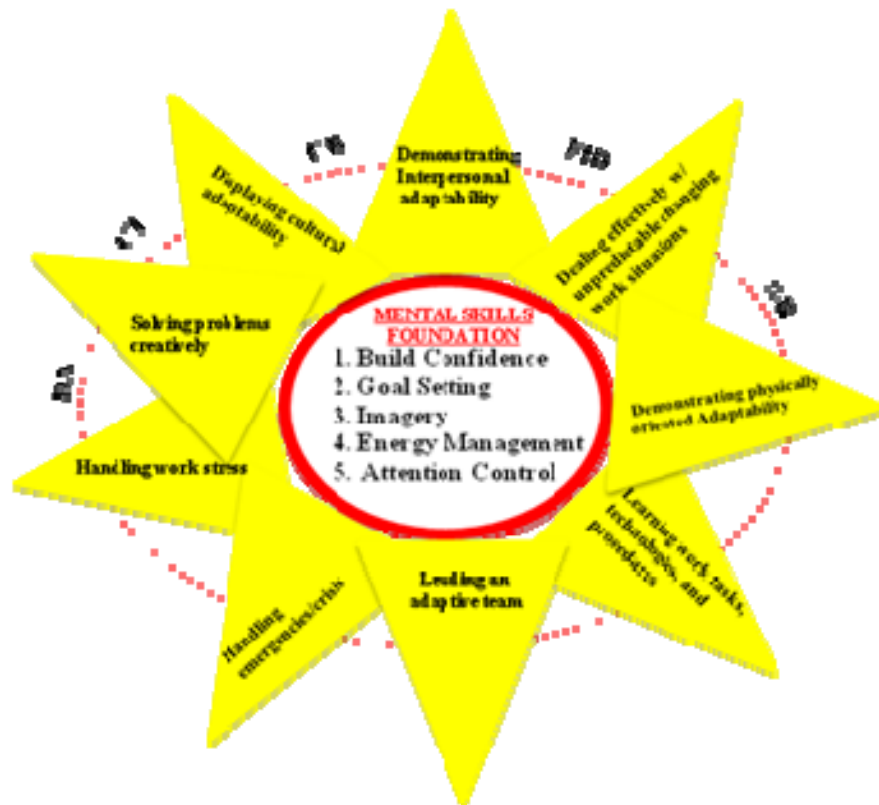 Demonstrating
Interpersonal
adaptability
Dealing effectively w/
unpredictable changing
work situasions
Demonstrating physically
oriented Adaptability
Learning work tasks,
technologies, and
procedures
Leading an
adaptive team
Handling
emergencies/crisis
Handling work stress
Solving problems
creatively
Displaying cultural
adaptability
MENTAL SKILLS
FOUNDATION
1. Build Confidence
2. Goal Setting
3. Imagery
4. Energy Management
5. Attention Control